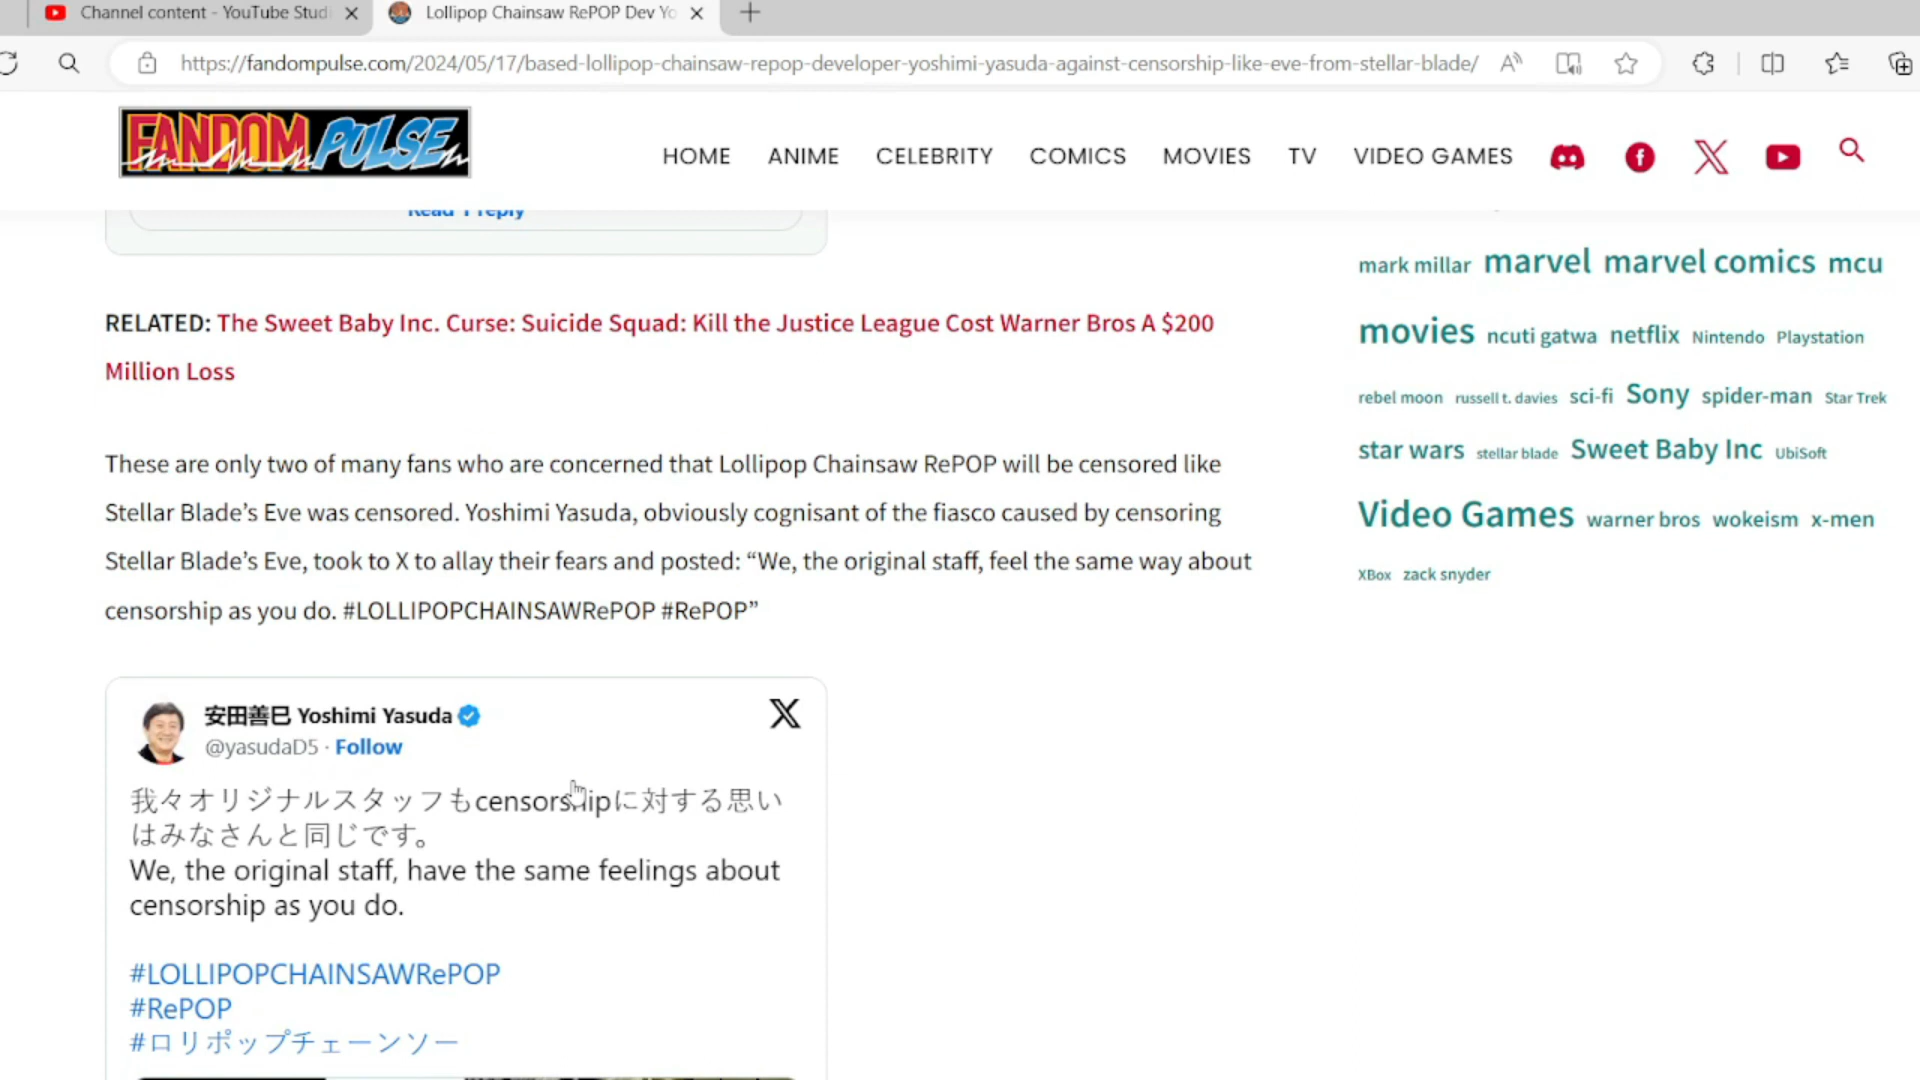 Channel content - YouTube Studi
Lollipop Chainsaw RePOP Dev Yo
https://fandompulse.com/2024/05/17/based-lollipop-chainsaw-repop-developer-yoshimi-yasuda-against-censorship-like-eve-from-stellar-blade/
FANDOM PULSE
HOME ANIME CELEBRITY COMICS MOVIES TV VIDEO GAMES
Read 1 reply
RELATED: The Sweet Baby Inc. Curse: Suicide Squad: Kill the Justice League Cost Warner Bros A $200
Million Loss
These are only two of many fans who are concerned that Lollipop Chainsaw RePOP will be censored like
Stellar Blade’s Eve was censored. Yoshimi Yasuda, obviously cognisant of the fiasco caused by censoring
Stellar Blade’s Eve, took to X to allay their fears and posted: “We, the original staff, feel the same way about
censorship as you do. #LOLLIPOPCHAINSAWRePOP #RePOP”
安田善巳 Yoshimi Yasuda
@yasudaD5 · Follow
我々オリジナルスタッフもcensorshipに対する思い
はみなさんと同じです。
We, the original staff, have the same feelings about
censorship as you do.
#LOLLIPOPCHAINSAWRePOP
#RePOP
#ロリポップチェーンソー
mark millar marvel marvel comics mcu
movies ncuti gatwa netflix Nintendo Playstation
rebel moon russell t. davies sci-fi Sony spider-man Star Trek
star wars stellar blade Sweet Baby Inc UbiSoft
Video Games warner bros wokeism x-men
XBox zack snyder